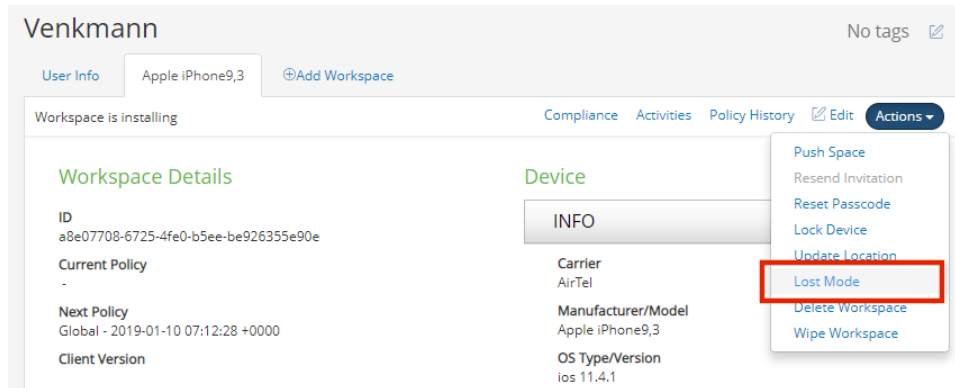 Venkmann
No tags
User Info Apple iPhone9,3 Add Workspace
Workspace is installing Compliance Activities Policy History Edit Actions
Push Space
Resend Invitation
Reset Passcode
Lock Device
Update Location
Lost Mode
Delete Workspace
Wipe Workspace
Workspace Details
ID
a8e07708-6725-4fe0-b5ee-be926355e90e
Current Policy
-
Next Policy
Global - 2019-01-10 07:12:28 +0000
Client Version
Device
INFO
Carrier
AirTel
Manufacturer/Model
Apple iPhone9,3
OS Type/Version
ios 11.4.1